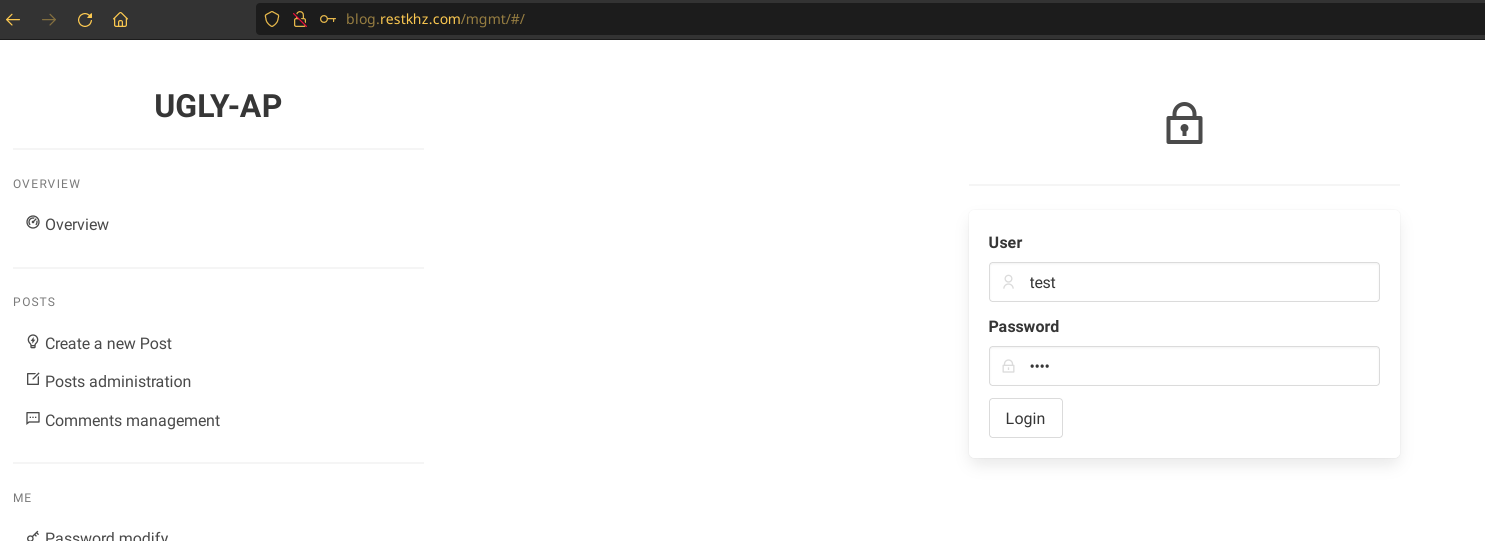 blog.restkhz.com/mgmt/#/
UGLY-AP
OVERVIEW
Overview
POSTS
Create a new Post
Posts administration
Comments management
ME
Password modify
User
test
Password
••••
Login